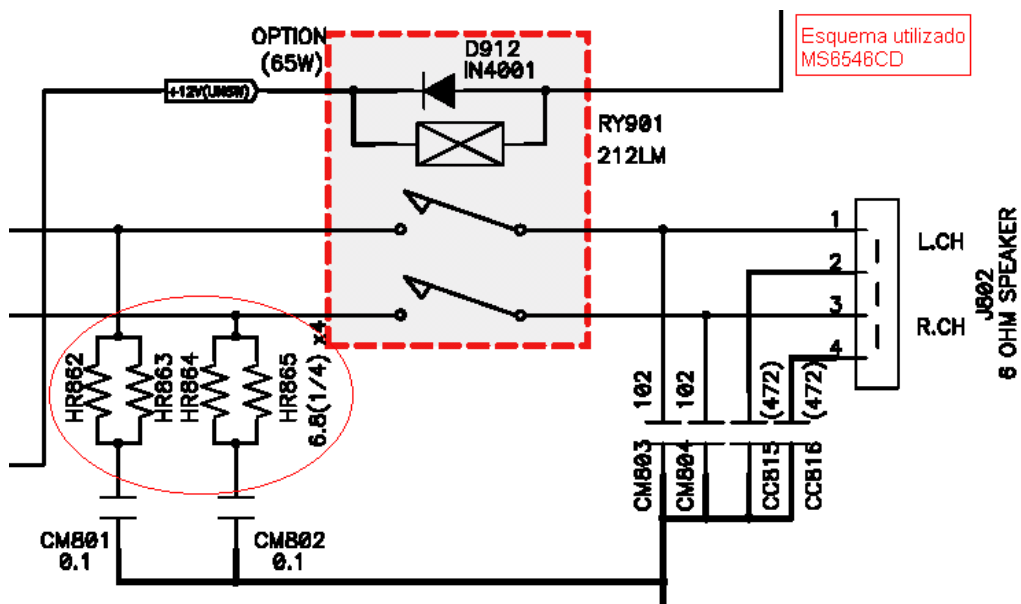 OPTION
(65W)
D912
IN4001
Esquema utilizado
MS6546CD
+12V(UNSW)
RY901
212LM
1
L.CH
2
3
R.CH
4
J802
6 OHM SPEAKER
HR862
HR863
HR864
HR865
6.8(1/4) x4
102
102
(472)
(472)
CM803
CM804
CC815
CC816
CM801
0.1
CM802
0.1